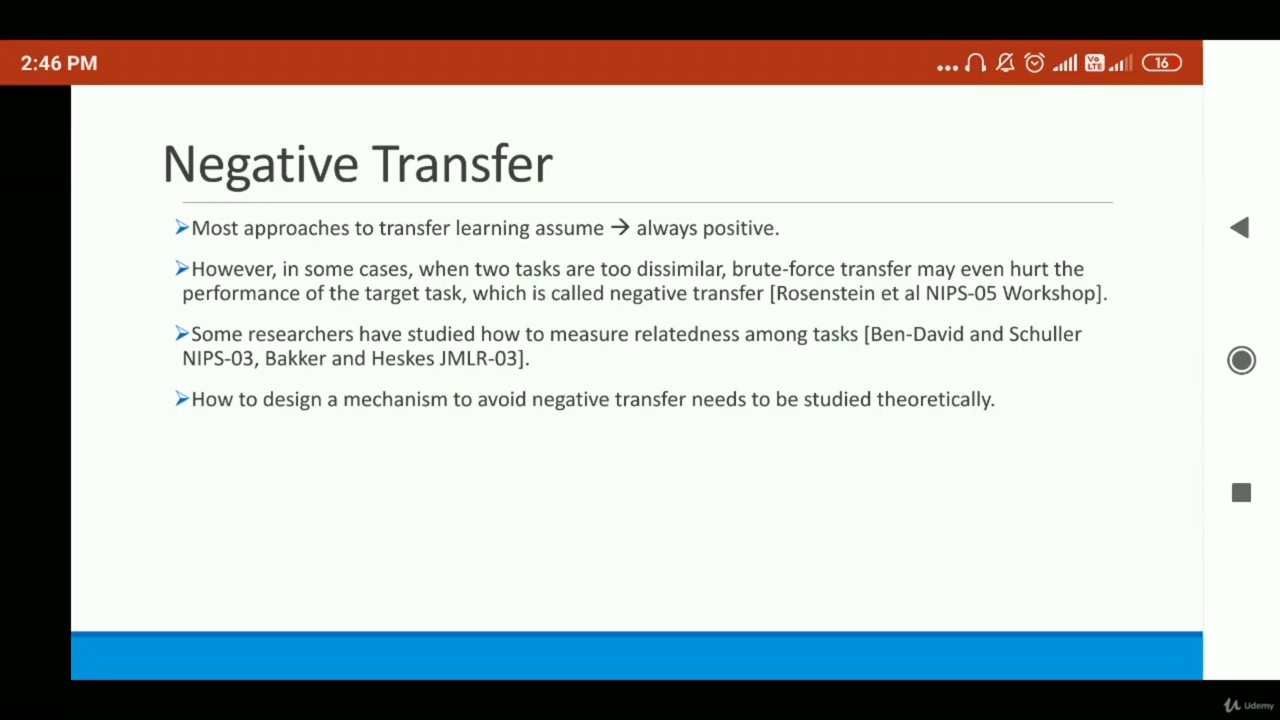 2:46 PM
Vo LTE
16
Negative Transfer
➢Most approaches to transfer learning assume → always positive.
➢However, in some cases, when two tasks are too dissimilar, brute-force transfer may even hurt the
performance of the target task, which is called negative transfer [Rosenstein et al NIPS-05 Workshop].
➢Some researchers have studied how to measure relatedness among tasks [Ben-David and Schuller
NIPS-03, Bakker and Heskes JMLR-03].
➢How to design a mechanism to avoid negative transfer needs to be studied theoretically.
Udemy